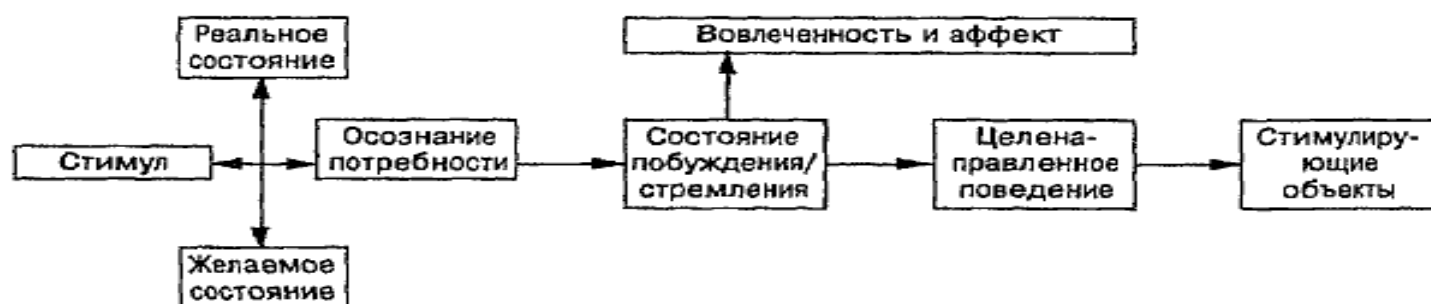 Реальное
состояние
Вовлеченность и аффект
Стимул
Осознание
потребности
Состояние
побуждения/
стремления
Целена-
правленное
поведение
Стимулиру-
ющие
объекты
Желаемое
состояние